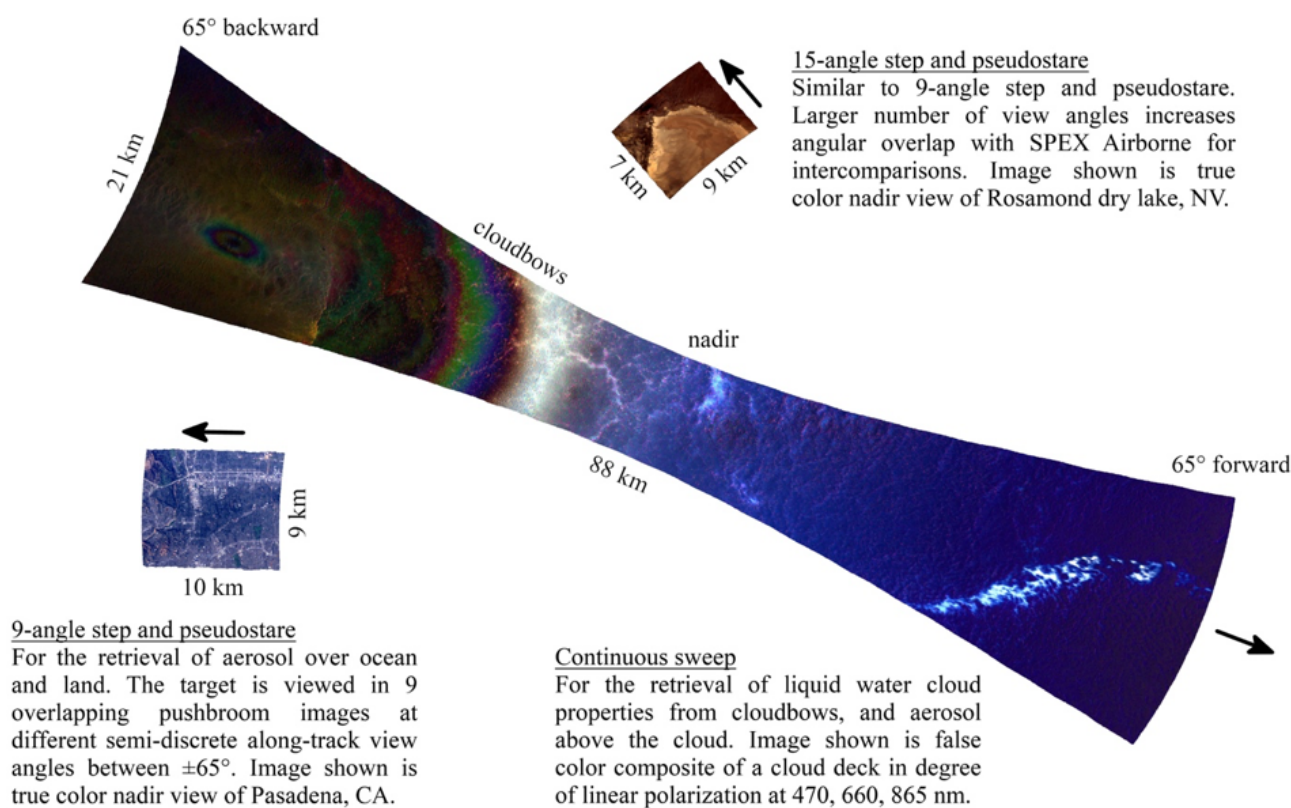 65° backward
21 km
cloudbows
nadir
88 km
65° forward
7 km
9 km
15-angle step and pseudostare
Similar to 9-angle step and pseudostare.
Larger number of view angles increases
angular overlap with SPEX Airborne for
intercomparisons. Image shown is true
color nadir view of Rosamond dry lake, NV.
9 km
10 km
9-angle step and pseudostare
For the retrieval of aerosol over ocean
and land. The target is viewed in 9
overlapping pushbroom images at
different semi-discrete along-track view
angles between ±65°. Image shown is
true color nadir view of Pasadena, CA.
Continuous sweep
For the retrieval of liquid water cloud
properties from cloudbows, and aerosol
above the cloud. Image shown is false
color composite of a cloud deck in degree
of linear polarization at 470, 660, 865 nm.